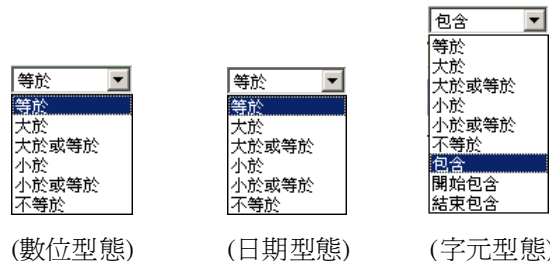 等於
等於
大於
大於或等於
小於
小於或等於
不等於
(數位型態)
等於
等於
大於
大於或等於
小於
小於或等於
不等於
(日期型態)
包含
等於
大於
大於或等於
小於
小於或等於
不等於
包含
開始包含
結束包含
(字元型態)